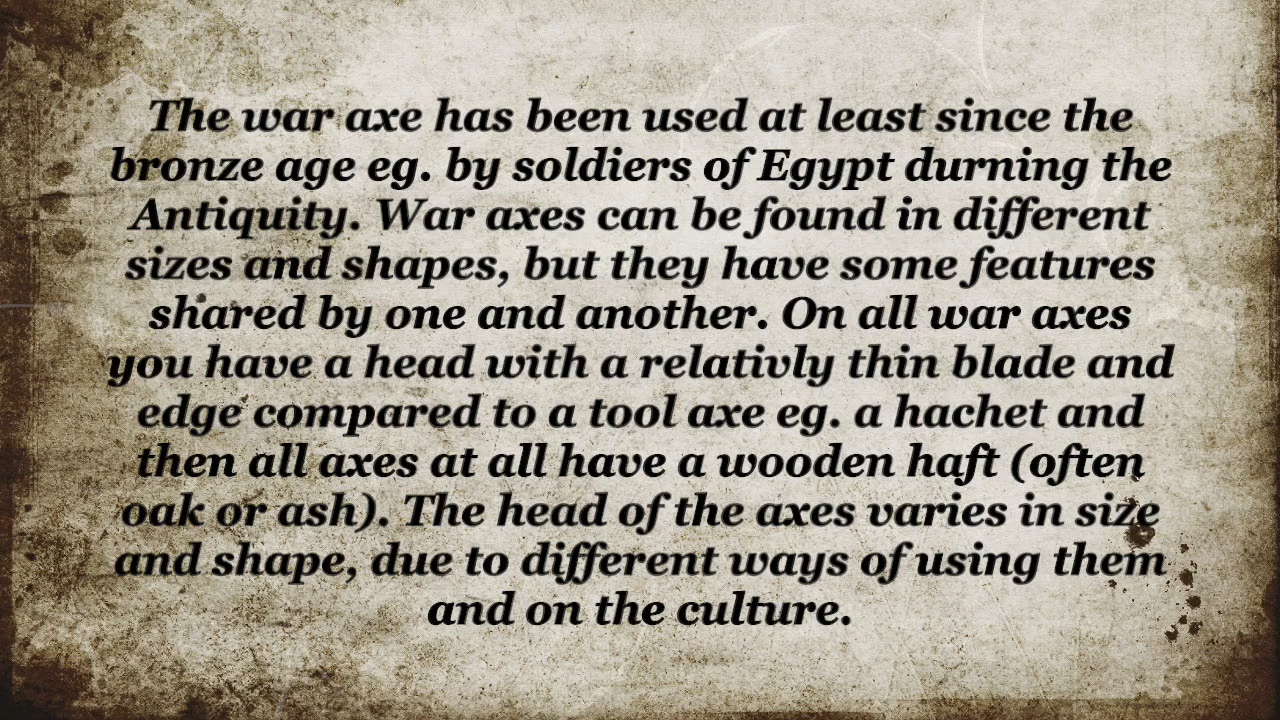 The war axe has been used at least since the
bronze age eg. by soldiers of Egypt durning the
Antiquity. War axes can be found in different
sizes and shapes, but they have some features
shared by one and another. On all war axes
you have a head with a relativly thin blade and
edge compared to a tool axe eg. a hachet and
then all axes at all have a wooden haft (often
oak or ash). The head of the axes varies in size
and shape, due to different ways of using them
and on the culture.